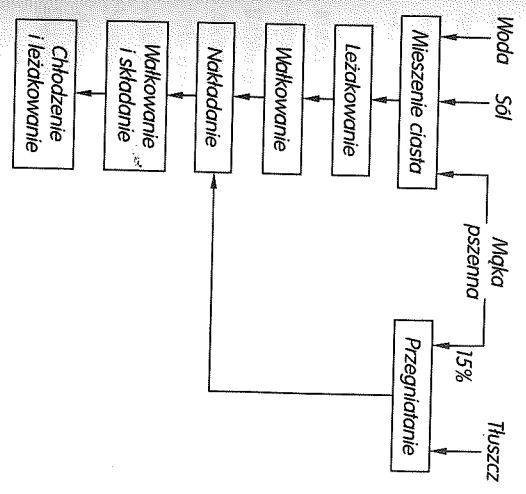 Woda
Sól
Mąka
pszenna
15%
Tłuszcz
Mieszenie ciasta
Przegniatanie
Leżakowanie
Wałkowanie
Nakładanie
Wałkowanie
i składanie
Chłodzenie
i leżakowanie